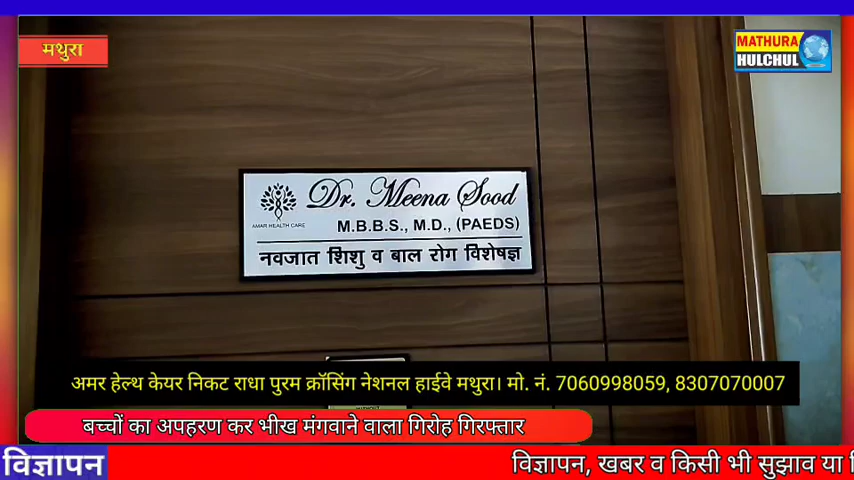 मथुरा
MATHURA
HULCHUL
Dr. Meena Sood
AMAR HEALTH CARE
M.B.B.S., M.D., (PAEDS)
नवजात शिशु व बाल रोग विशेषज्ञ
अमर हेल्थ केयर निकट राधा पुरम क्रॉसिंग नेशनल हाईवे मथुरा। मो. नं. 7060998059, 8307070007
बच्चों का अपहरण कर भीख मंगवाने वाला गिरोह गिरफ्तार
विज्ञापन
विज्ञापन, खबर व किसी भी सुझाव या